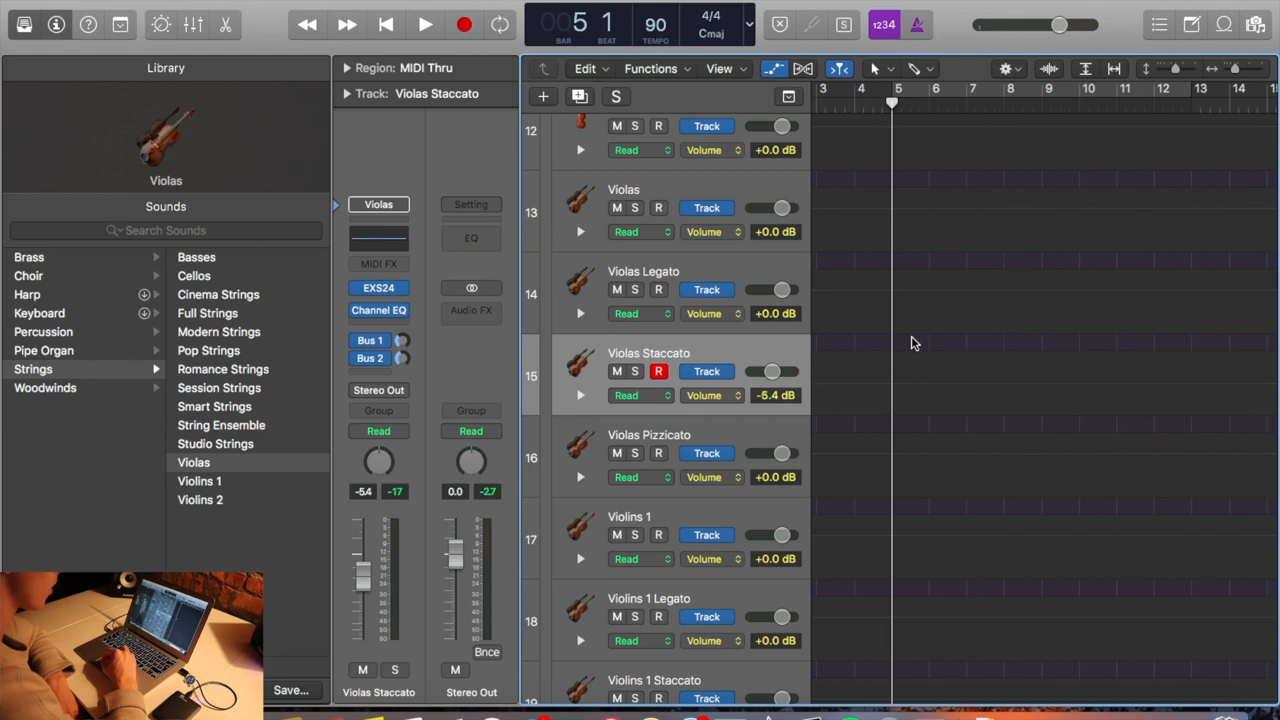 5 1
BAR BEAT
90
TEMPO
4/4
Cmaj
S
1234
Library
Violas
Sounds
Search Sounds
Brass
Choir
Harp
Keyboard
Percussion
Pipe Organ
Strings
Woodwinds
Basses
Cellos
Cinema Strings
Full Strings
Modern Strings
Pop Strings
Romance Strings
Session Strings
Smart Strings
String Ensemble
Studio Strings
Violas
Violins 1
Violins 2
Save...
Region: MIDI Thru
Track: Violas Staccato
Violas
Setting
EQ
MIDI FX
EXS24
Channel EQ
Audio FX
Bus 1
Bus 2
Stereo Out
Group
Group
Read
Read
-5.4 -17
0.0 -2.7
Bnce
M S
M
Violas Staccato
Stereo Out
Edit
Functions
View
+
S
3 4 5 6 7 8 9 10 11 12 13 14 15
12
M S R Track
Read Volume +0.0 dB
13
Violas
M S R Track
Read Volume +0.0 dB
14
Violas Legato
M S R Track
Read Volume +0.0 dB
15
Violas Staccato
M S R Track
Read Volume -5.4 dB
16
Violas Pizzicato
M S R Track
Read Volume +0.0 dB
17
Violins 1
M S R Track
Read Volume +0.0 dB
18
Violins 1 Legato
M S R Track
Read Volume +0.0 dB
19
Violins 1 Staccato
M S R Track